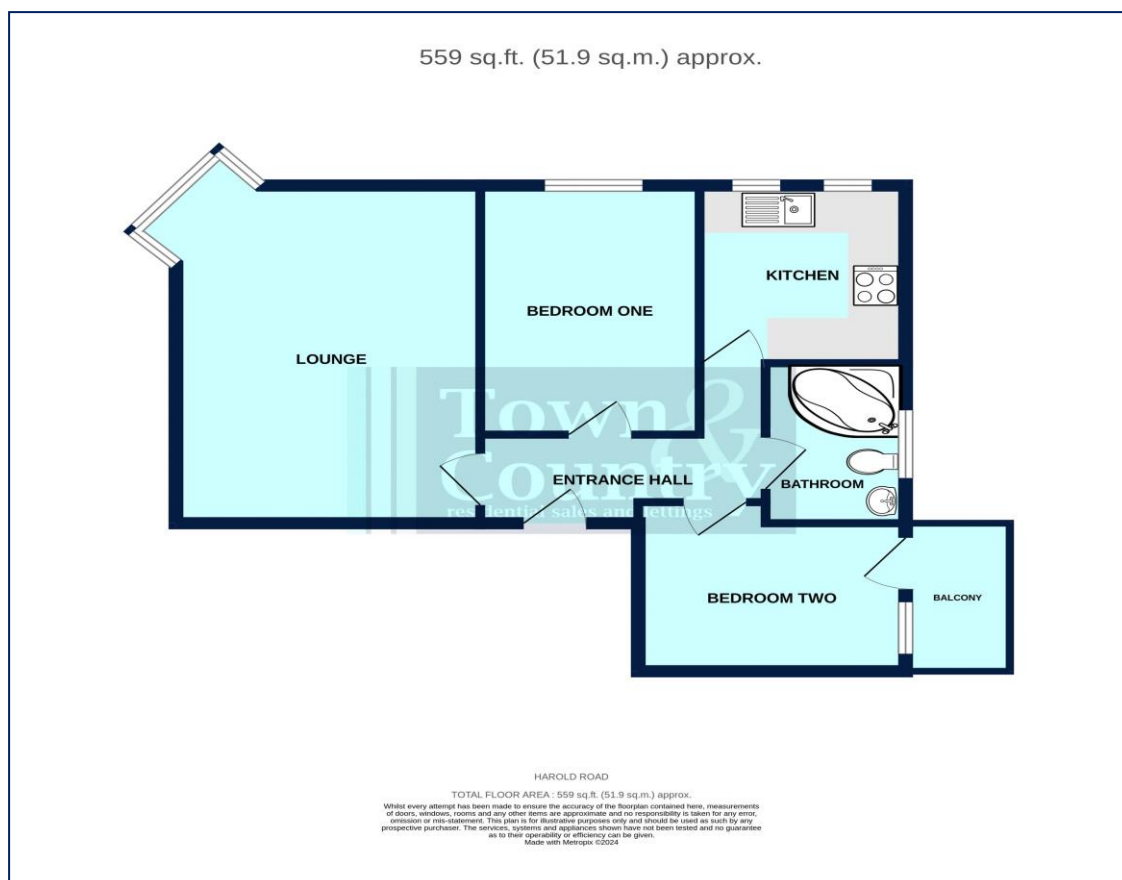 559 sq.ft. (51.9 sq.m.) approx.
KITCHEN
BEDROOM ONE
LOUNGE
Town &
Country
residential sales and lettings
ENTRANCE HALL
BATHROOM
BEDROOM TWO
BALCONY
HAROLD ROAD
TOTAL FLOOR AREA : 559 sq.ft. (51.9 sq.m.) approx.
Whilst every attempt has been made to ensure the accuracy of the floorplan contained here, measurements
of doors, windows, rooms and any other items are approximate and no responsibility is taken for any error,
omission or mis-statement. This plan is for illustrative purposes only and should be used as such by any
prospective purchaser. The services, systems and appliances shown have not been tested and no guarantee
as to their operability or efficiency can be given.
Made with Metropix ©2024